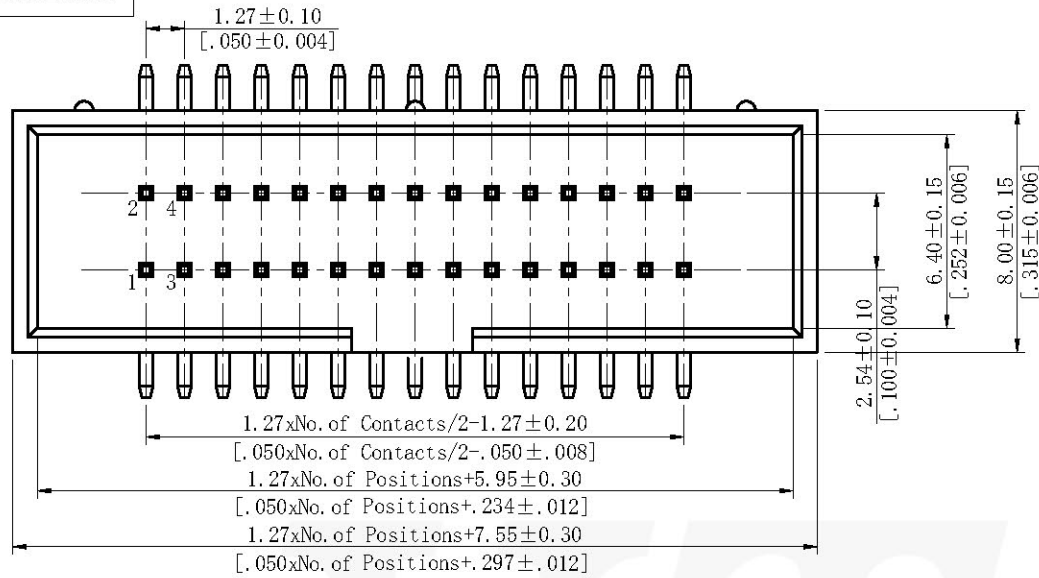 1.27±0.10
[.050±0.004]
2 4
1 3
6.40±0.15
[.252±0.006]
8.00±0.15
[.315±0.006]
2.54±0.10
[.100±0.004]
1.27xNo.of Contacts/2-1.27±0.20
[.050xNo.of Contacts/2-.050±.008]
1.27xNo.of Positions+5.95±0.30
[.050xNo.of Positions+.234±.012]
1.27xNo.of Positions+7.55±0.30
[.050xNo.of Positions+.297±.012]